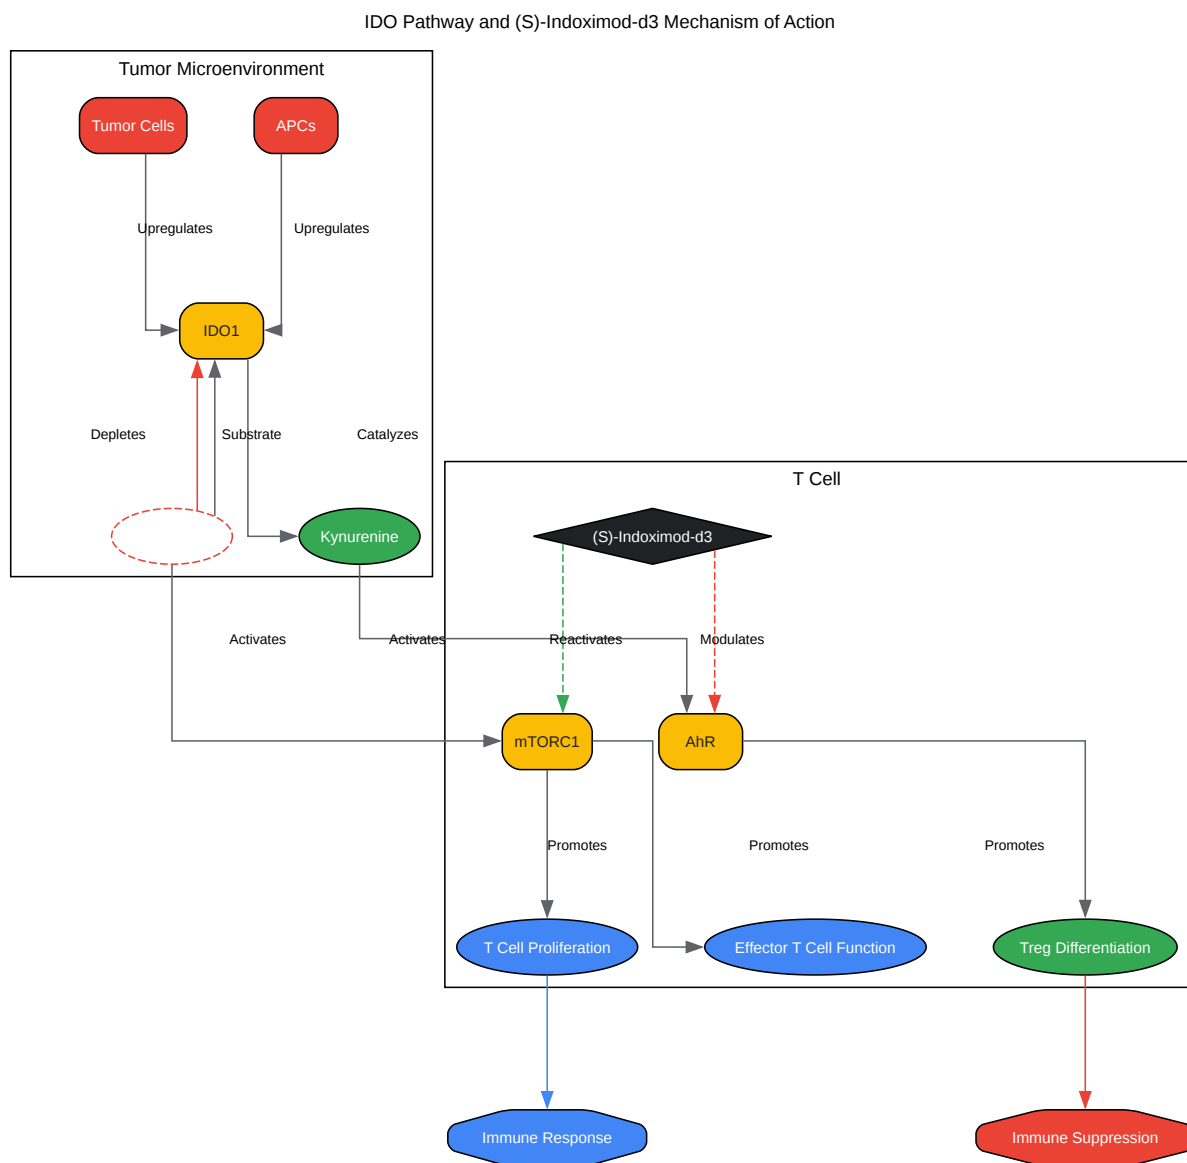 IDO Pathway and (S)-Indoximod-d3 Mechanism of Action
Tumor Microenvironment
Tumor Cells
APCs
Upregulates
Upregulates
IDO1
Depletes
Substrate
Catalyzes
T Cell
Kynurenine
(S)-Indoximod-d3
Activates
Activates
Reactivates
Modulates
mTORC1
AhR
Promotes
Promotes
Promotes
T Cell Proliferation
Effector T Cell Function
Treg Differentiation
Immune Response
Immune Suppression